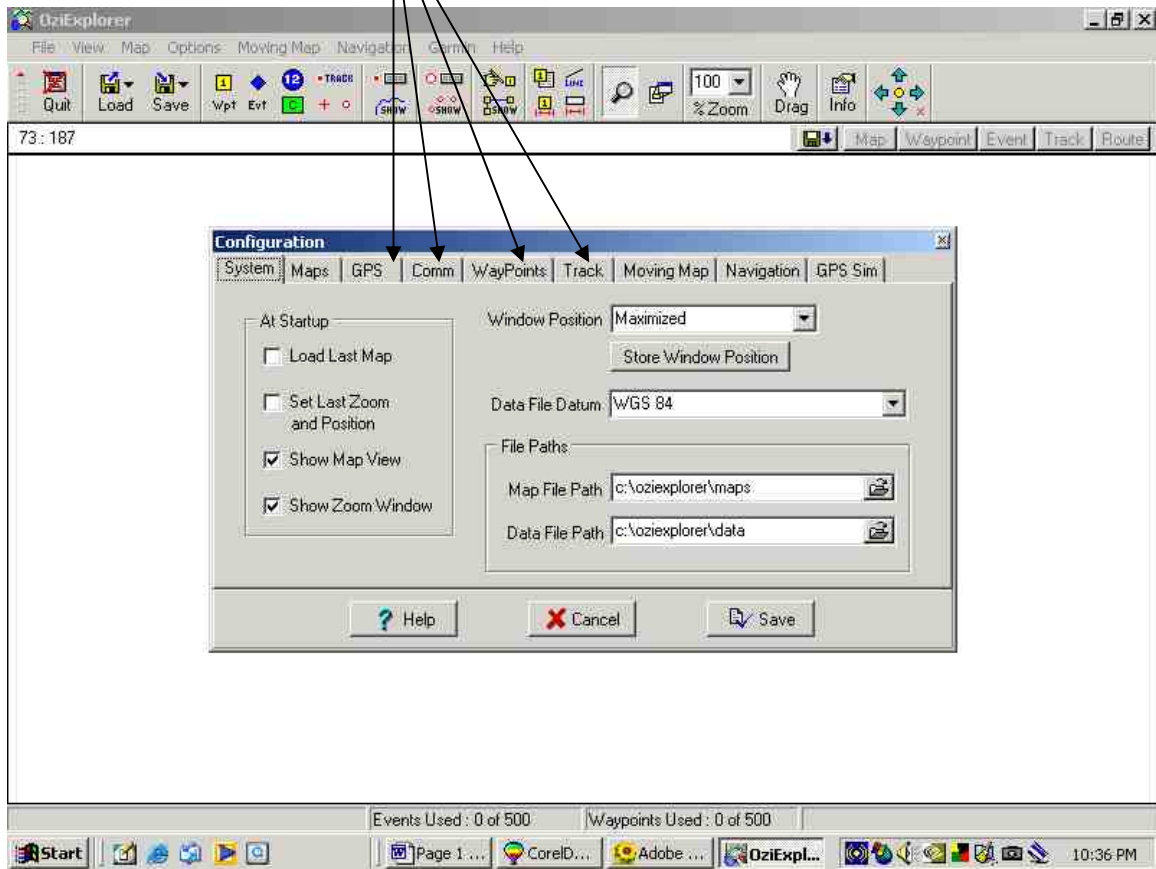 OziExplorer
File View Map Options Moving Map Navigation Garmin Help
Quit Load Save Wpt Evt 1 12 C TRACK SHOW SHOW SHOW 1 1 LINE 100 % Zoom Drag Info
73 : 187 Map Waypoint Event Track Route
Configuration
System Maps GPS Comm WayPoints Track Moving Map Navigation GPS Sim
At Startup
Load Last Map
Set Last Zoom
and Position
Show Map View
Show Zoom Window
Window Position Maximized
Store Window Position
Data File Datum WGS 84
File Paths
Map File Path c:\oziexplorer\maps
Data File Path c:\oziexplorer\data
? Help Cancel Save
Events Used : 0 of 500 Waypoints Used : 0 of 500
Start Page 1 ... CorelD... Adobe ... OziExpl... 10:36 PM